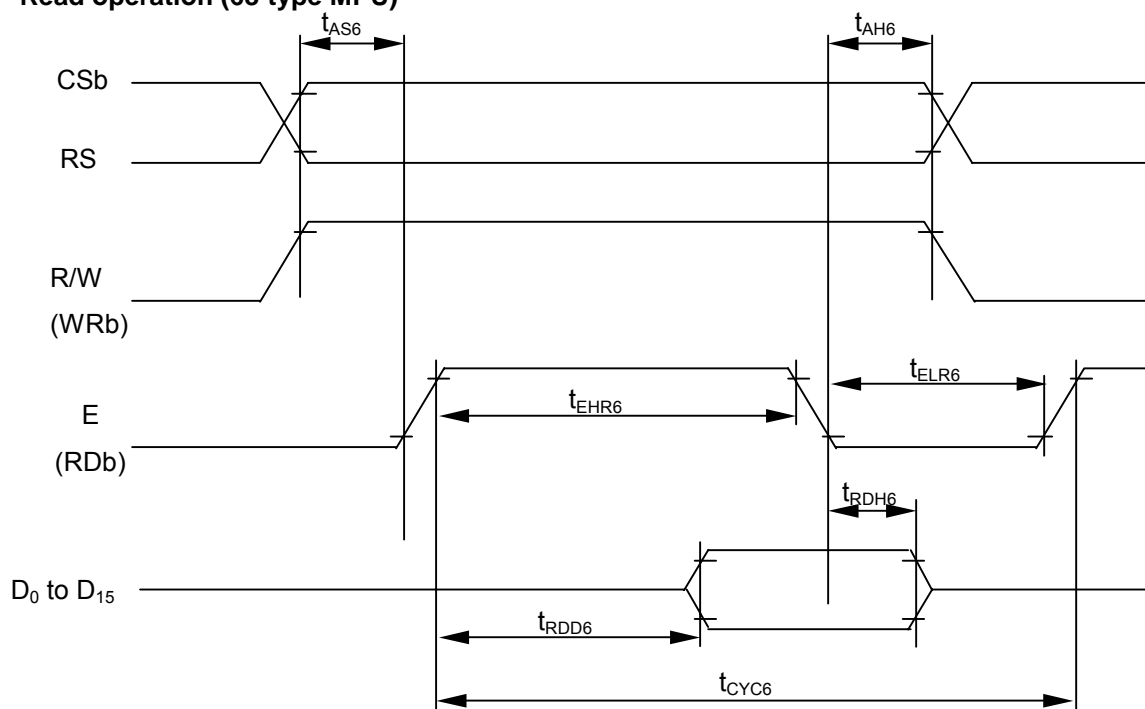 Read operation (68-type MPU)
tAS6
tAH6
CSb
RS
R/W
(WRb)
tELR6
tEHR6
E
(RDb)
tRDH6
D0 to D15
tRDD6
tCYC6